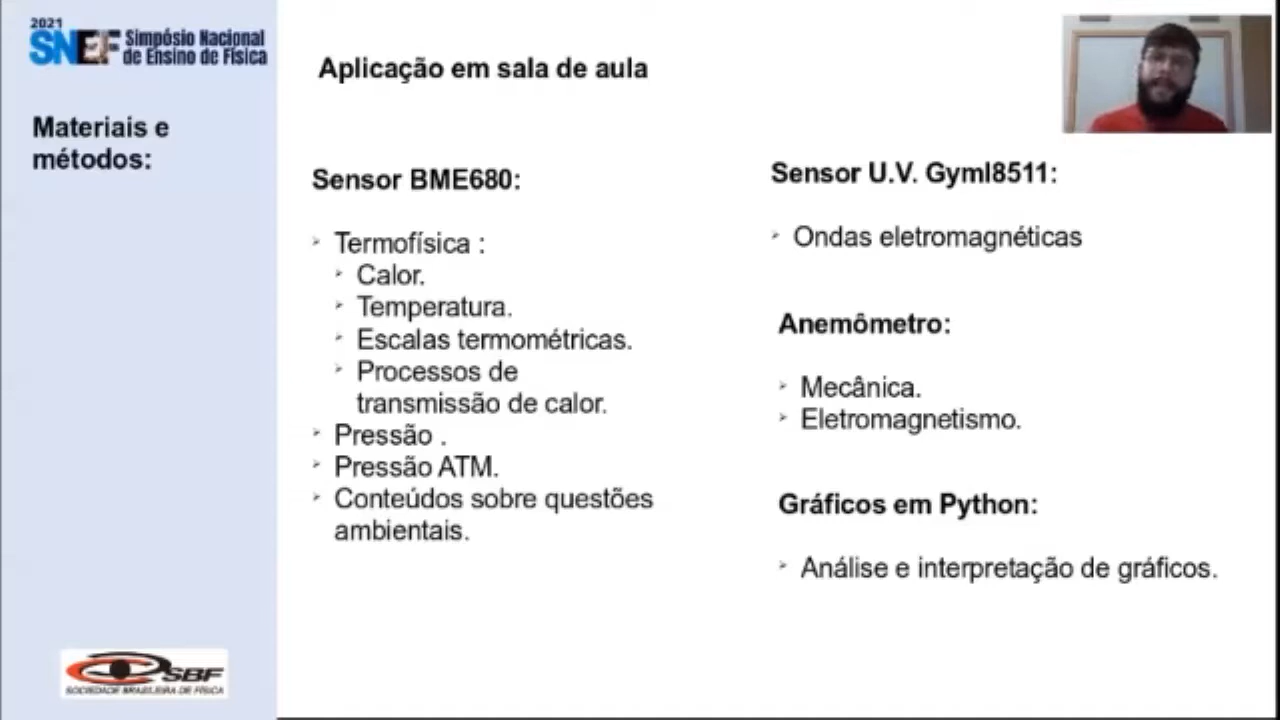 2021
SNEF Simpósio Nacional
de Ensino de Física
Materiais e
métodos:
Aplicação em sala de aula
Sensor BME680:
Termofísica :
Calor.
Temperatura.
Escalas termométricas.
Processos de
transmissão de calor.
Pressão .
Pressão ATM.
Conteúdos sobre questões
ambientais.
Sensor U.V. Gyml8511:
Ondas eletromagnéticas
Anemômetro:
Mecânica.
Eletromagnetismo.
Gráficos em Python:
Análise e interpretação de gráficos.
SBF
SOCIEDADE BRASILEIRA DE FÍSICA